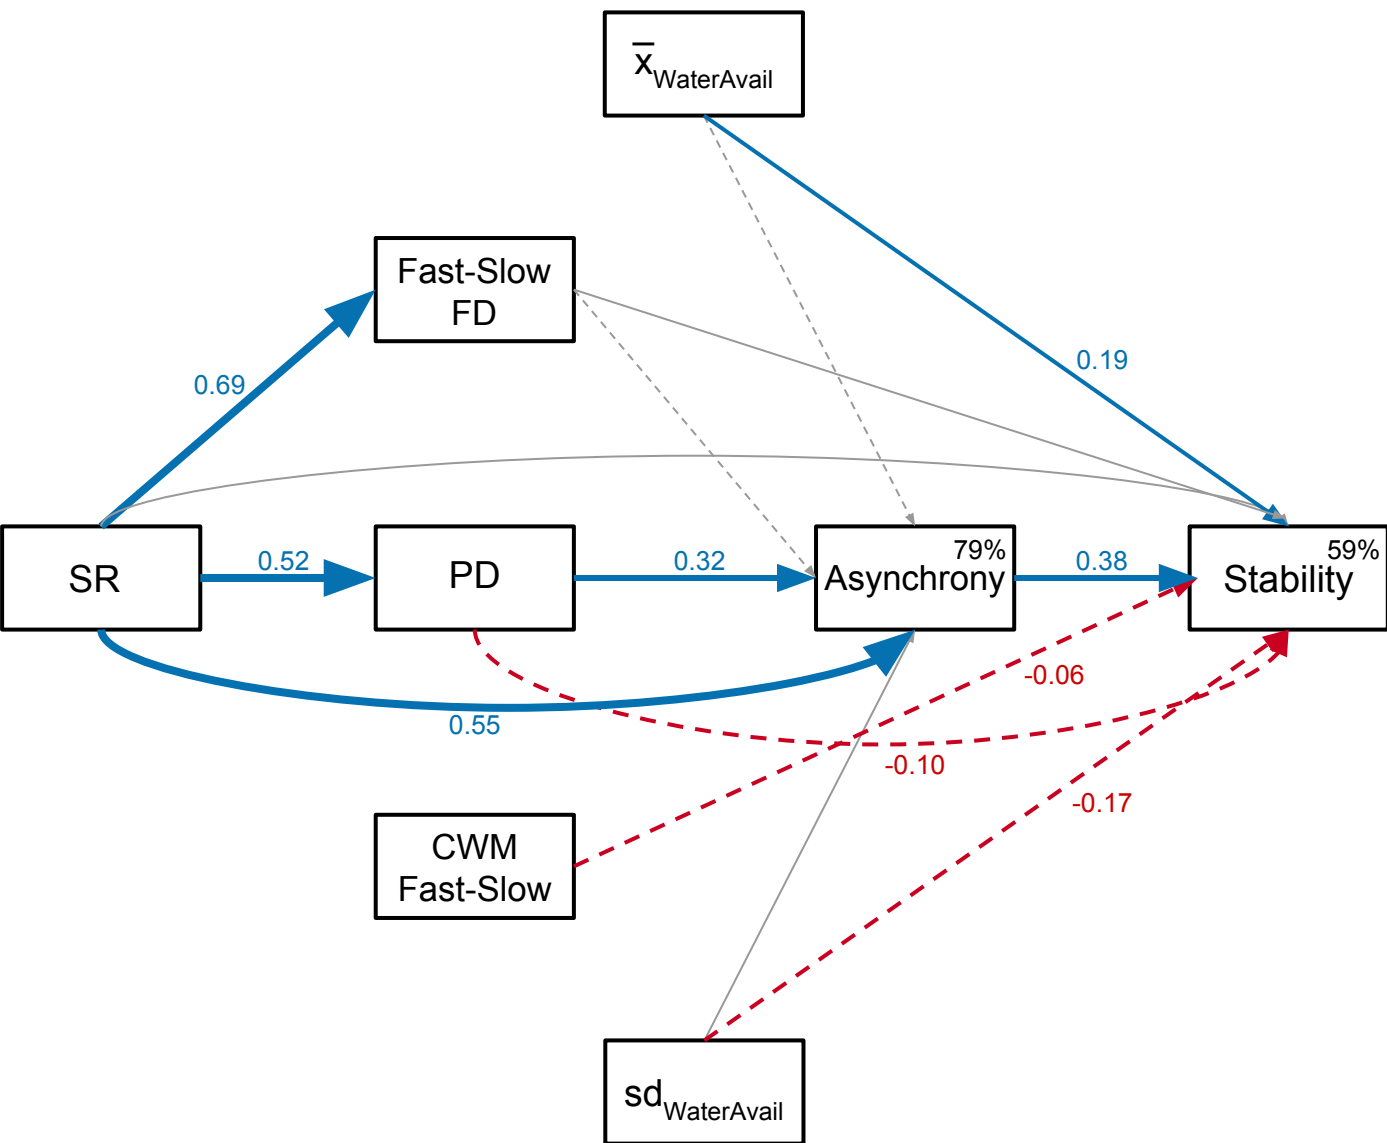 x̅WaterAvail
Fast-Slow
FD
0.19
0.69
SR
0.52
PD
0.32
79%
Asynchrony
0.38
59%
Stability
-0.06
0.55
-0.10
-0.17
CWM
Fast-Slow
sdWaterAvail